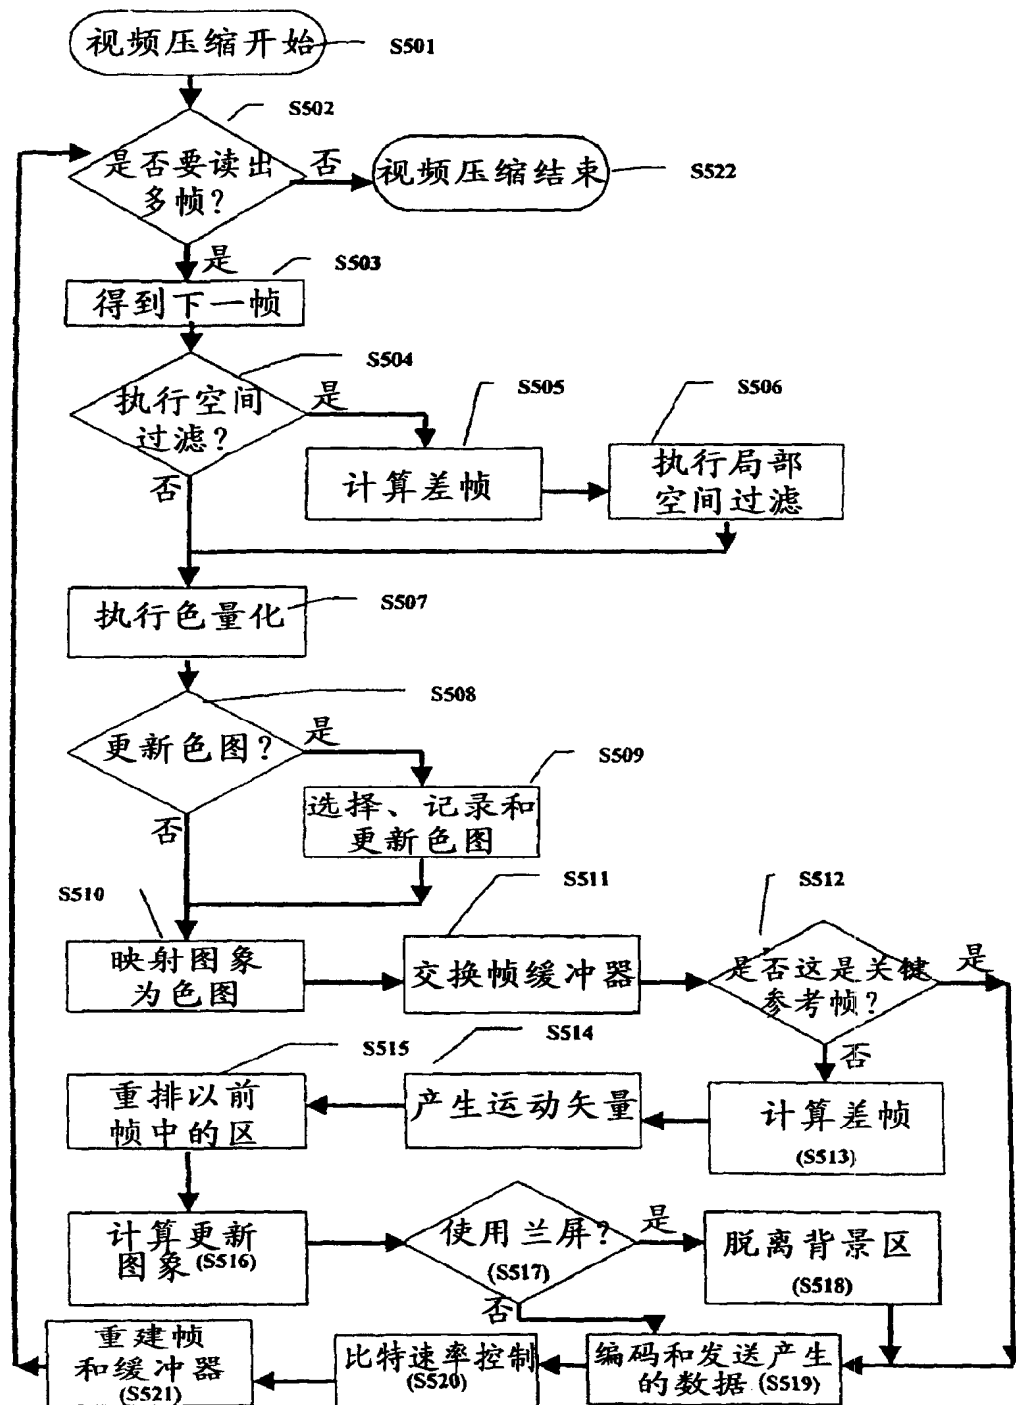 视频压缩开始
S501
S502
是否要读出
多帧？
否
视频压缩结束
S522
是
S503
得到下一帧
S504
执行空间
过滤？
是
S505
S506
否
计算差帧
执行局部
空间过滤
执行色量化
S507
S508
更新色图？
是
S509
选择、记录和
更新色图
否
S510
S511
S512
映射图象
为色图
交换帧缓冲器
是否这是关键
参考帧？
是
否
S515
S514
重排以前
帧中的区
产生运动矢量
计算差帧
(S513)
计算更新
图象(S516)
使用兰屏？
(S517)
是
脱离背景区
(S518)
否
重建帧
和缓冲器
(S521)
比特速率控制
(S520)
编码和发送产生
的数据(S519)